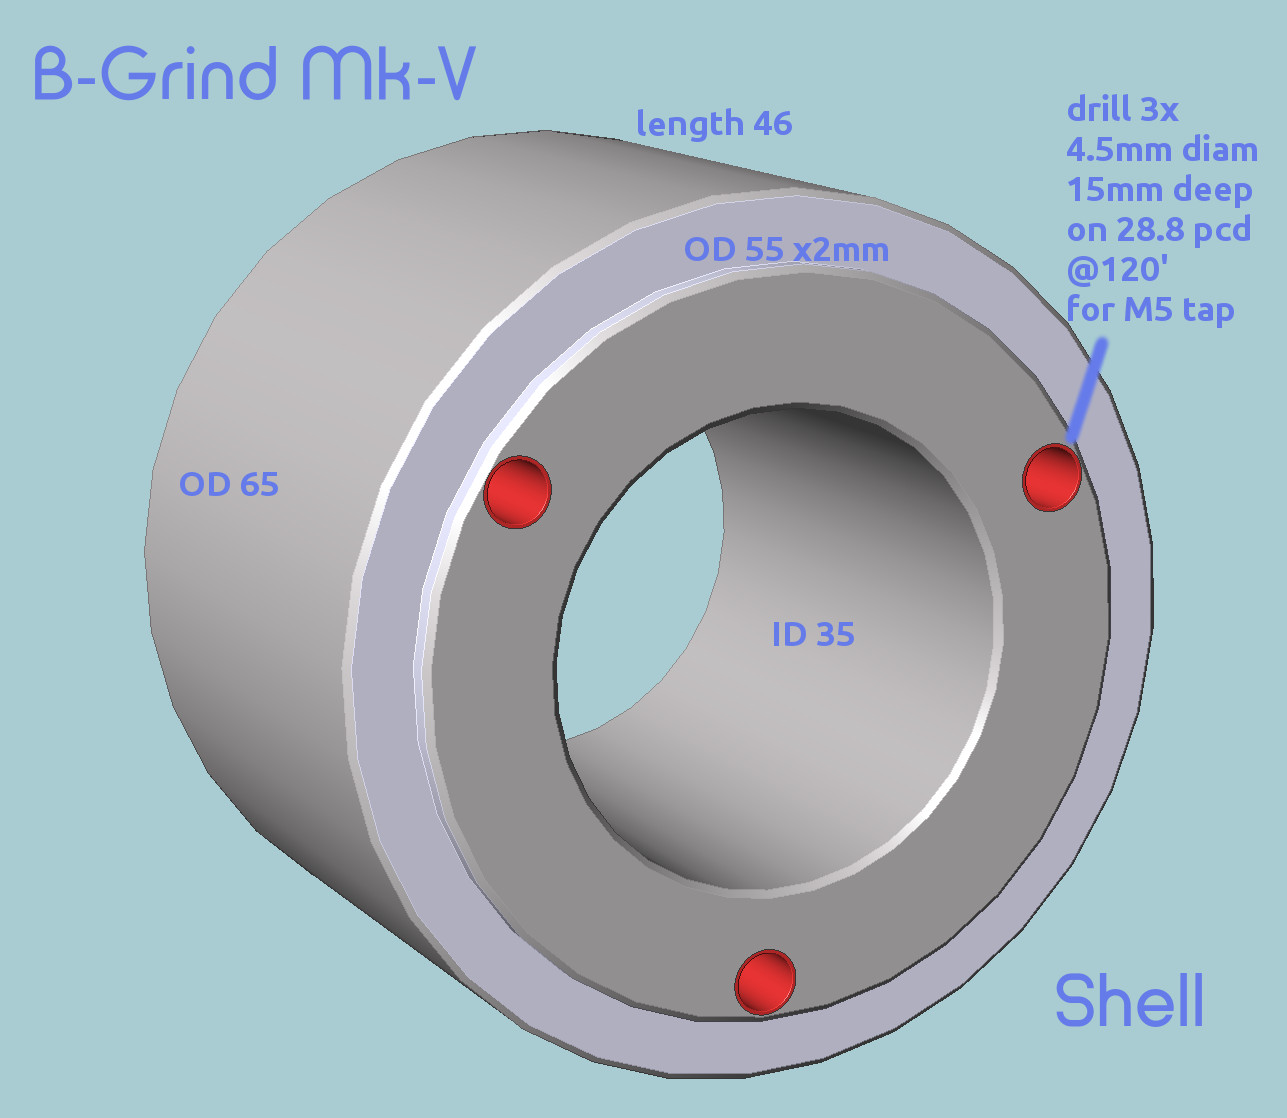 B-Grind Mk-V
length 46
drill 3x
4.5mm diam
15mm deep
on 28.8 pcd
@120'
for M5 tap
OD 55 x2mm
OD 65
ID 35
Shell